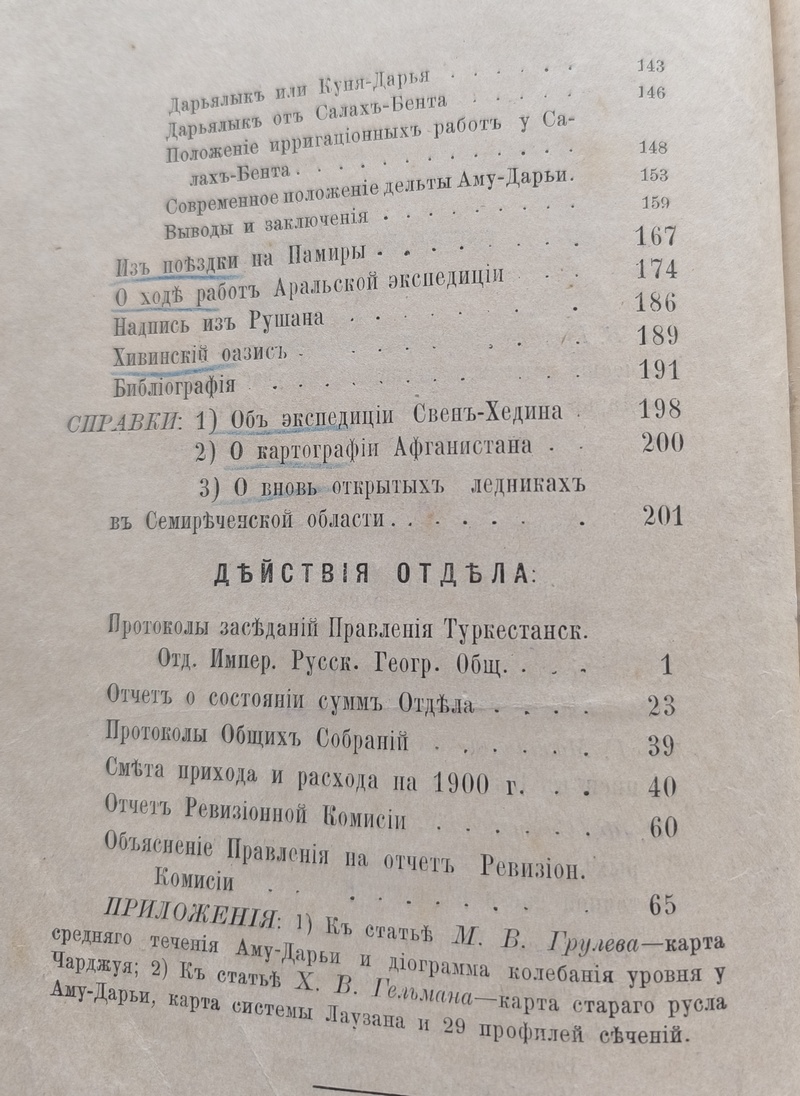 Дарьялыкъ или Куня-Дарья . . . . . . 143
Дарьялыкъ отъ Салахъ-Бента . . . . . 146
Положеніе ирригаціонныхъ работъ у Са-
лахъ-Бента . . . . . . . . . . . . 148
Современное положеніе дельты Аму-Дарьи. 153
Выводы и заключенія . . . . . . . . 159
Изъ поѣздки на Памиры . . . . . . . 167
О ходѣ работъ Аральской экспедиціи . . 174
Надпись изъ Рушана . . . . . . . . 186
Хивинскій оазисъ . . . . . . . . 189
Библіографія . . . . . . . . . . 191
СПРАВКИ: 1) Объ экспедиціи Свенъ-Хедина . 198
2) О картографіи Афганистана . . 200
3) О вновь открытыхъ ледникахъ
въ Семирѣченской области . . . . . . 201
ДѢЙСТВІЯ ОТДѢЛА:
Протоколы засѣданій Правленія Туркестанск.
Отд. Импер. Русск. Геогр. Общ. . . . 1
Отчетъ о состояніи суммъ Отдѣла . . . . 23
Протоколы Общихъ Собраній . . . . . . 39
Смѣта прихода и расхода на 1900 г. . . 40
Отчетъ Ревизіонной Комисіи . . . . . . 60
Объясненіе Правленія на отчетъ Ревизіон.
Комисіи . . . . . . . . . . 65
ПРИЛОЖЕНІЯ: 1) Къ статьѣ М. В. Грулева—карта
средняго теченія Аму-Дарьи и діограмма колебанія уровня у
Чарджуя; 2) Къ статьѣ Х. В. Гельмана—карта стараго русла
Аму-Дарьи, карта системы Лаузана и 29 профилей сѣченій.